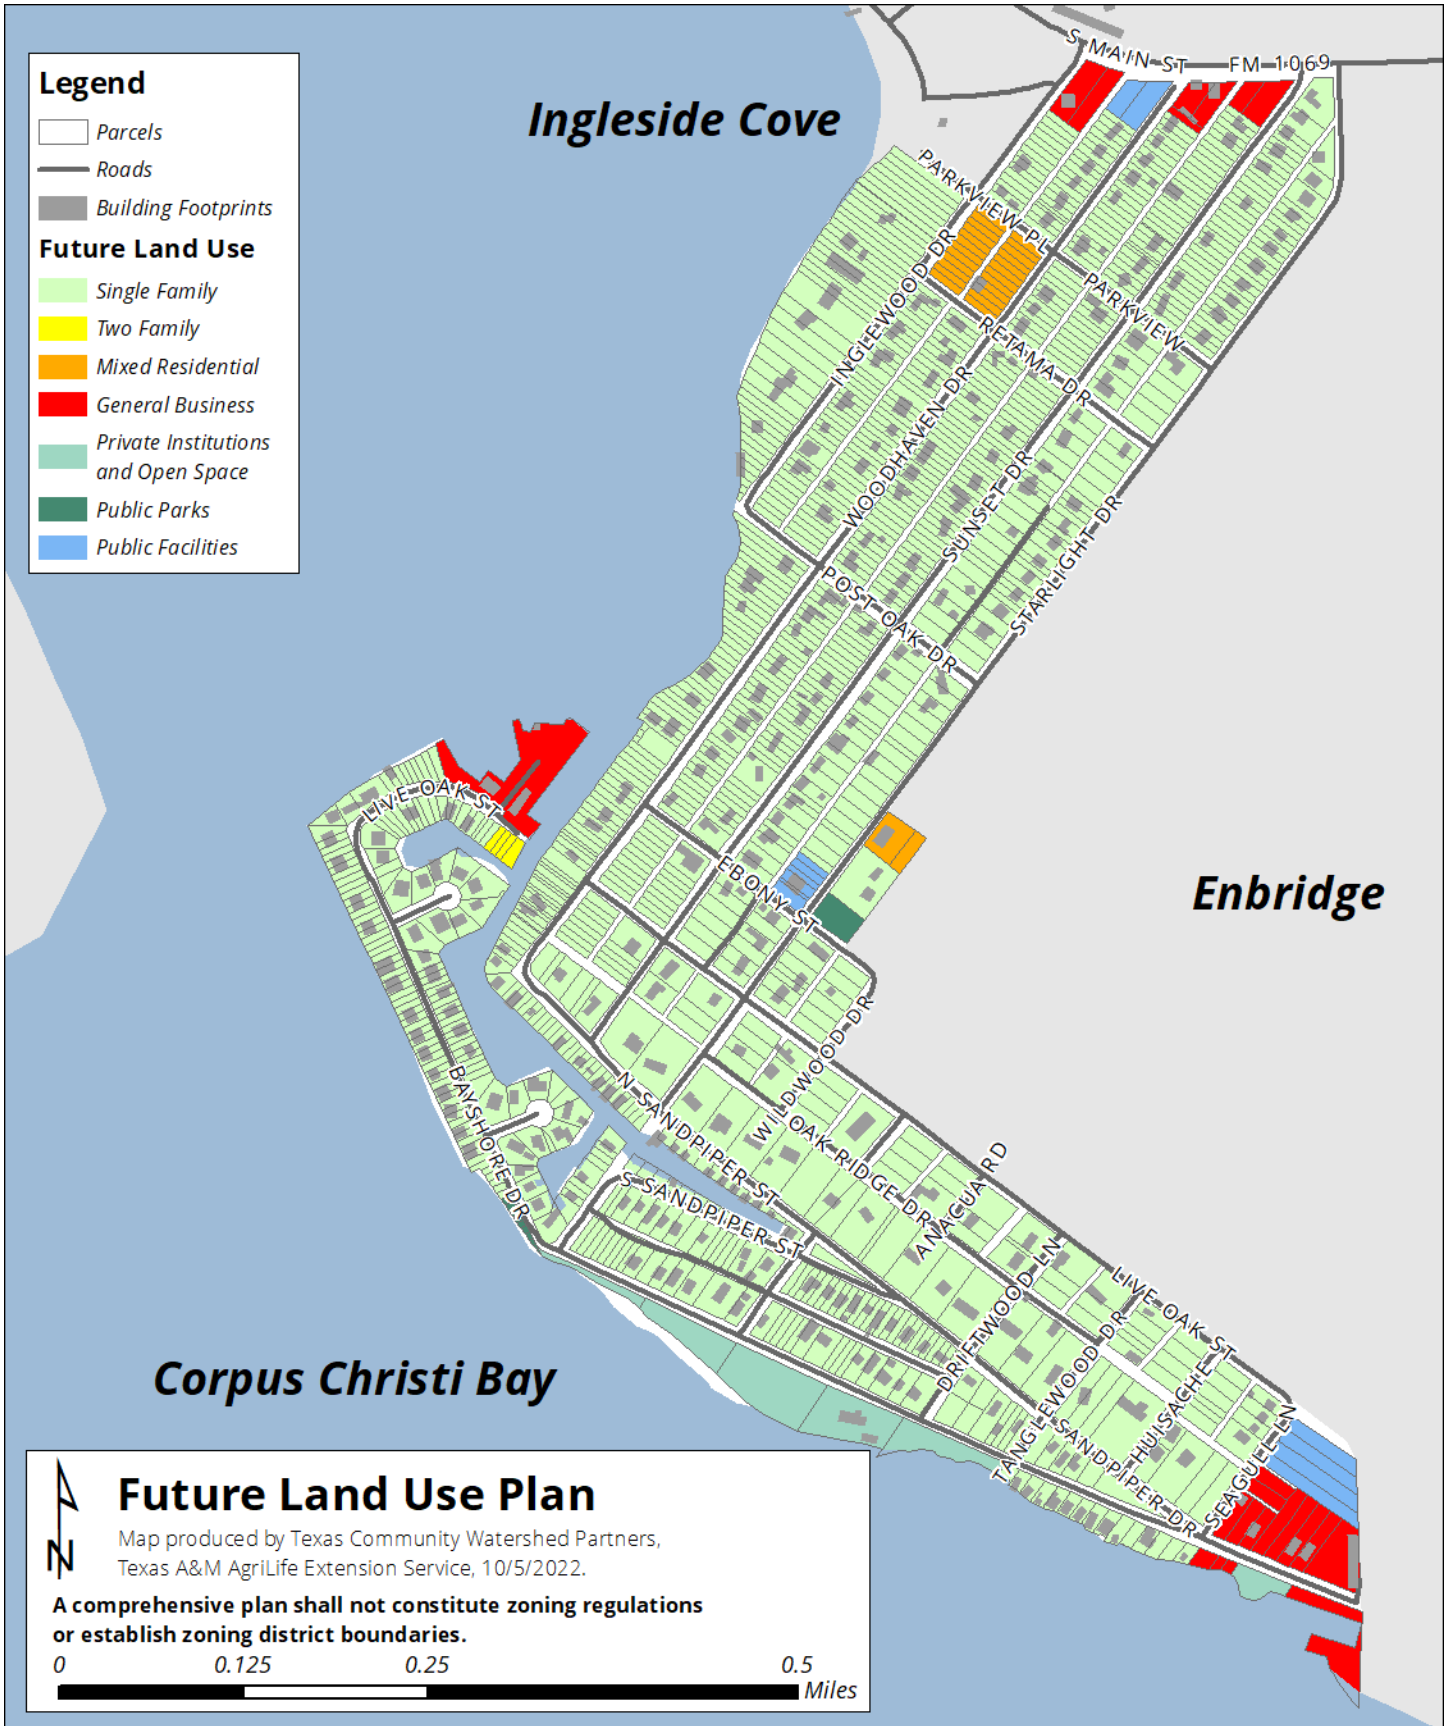 Legend
Parcels
Roads
Building Footprints
Future Land Use
Single Family
Two Family
Mixed Residential
General Business
Private Institutions
and Open Space
Public Parks
Public Facilities
Ingleside Cove
S MAIN ST
FM 1069
PARKVIEW PL
INGLEWOOD DR
PARKVIEW
RETAMA DR
WOODHAVEN DR
SUNSET DR
STARLIGHT DR
POST OAK DR
LIVE OAK ST
EBONY ST
Enbridge
WILDWOOD DR
BAYSHORE DR
N SANDPIPER ST
OAK RIDGE DR
S SANDPIPER ST
ANACUA RD
DRIFTWOOD LN
LIVE OAK ST
TANGLEWOOD DR
HUISACHE
SANDPIPER DR
SEAGULL LN
Corpus Christi Bay
N
Future Land Use Plan
Map produced by Texas Community Watershed Partners,
Texas A&M AgriLife Extension Service, 10/5/2022.
A comprehensive plan shall not constitute zoning regulations
or establish zoning district boundaries.
0 0.125 0.25 0.5
Miles